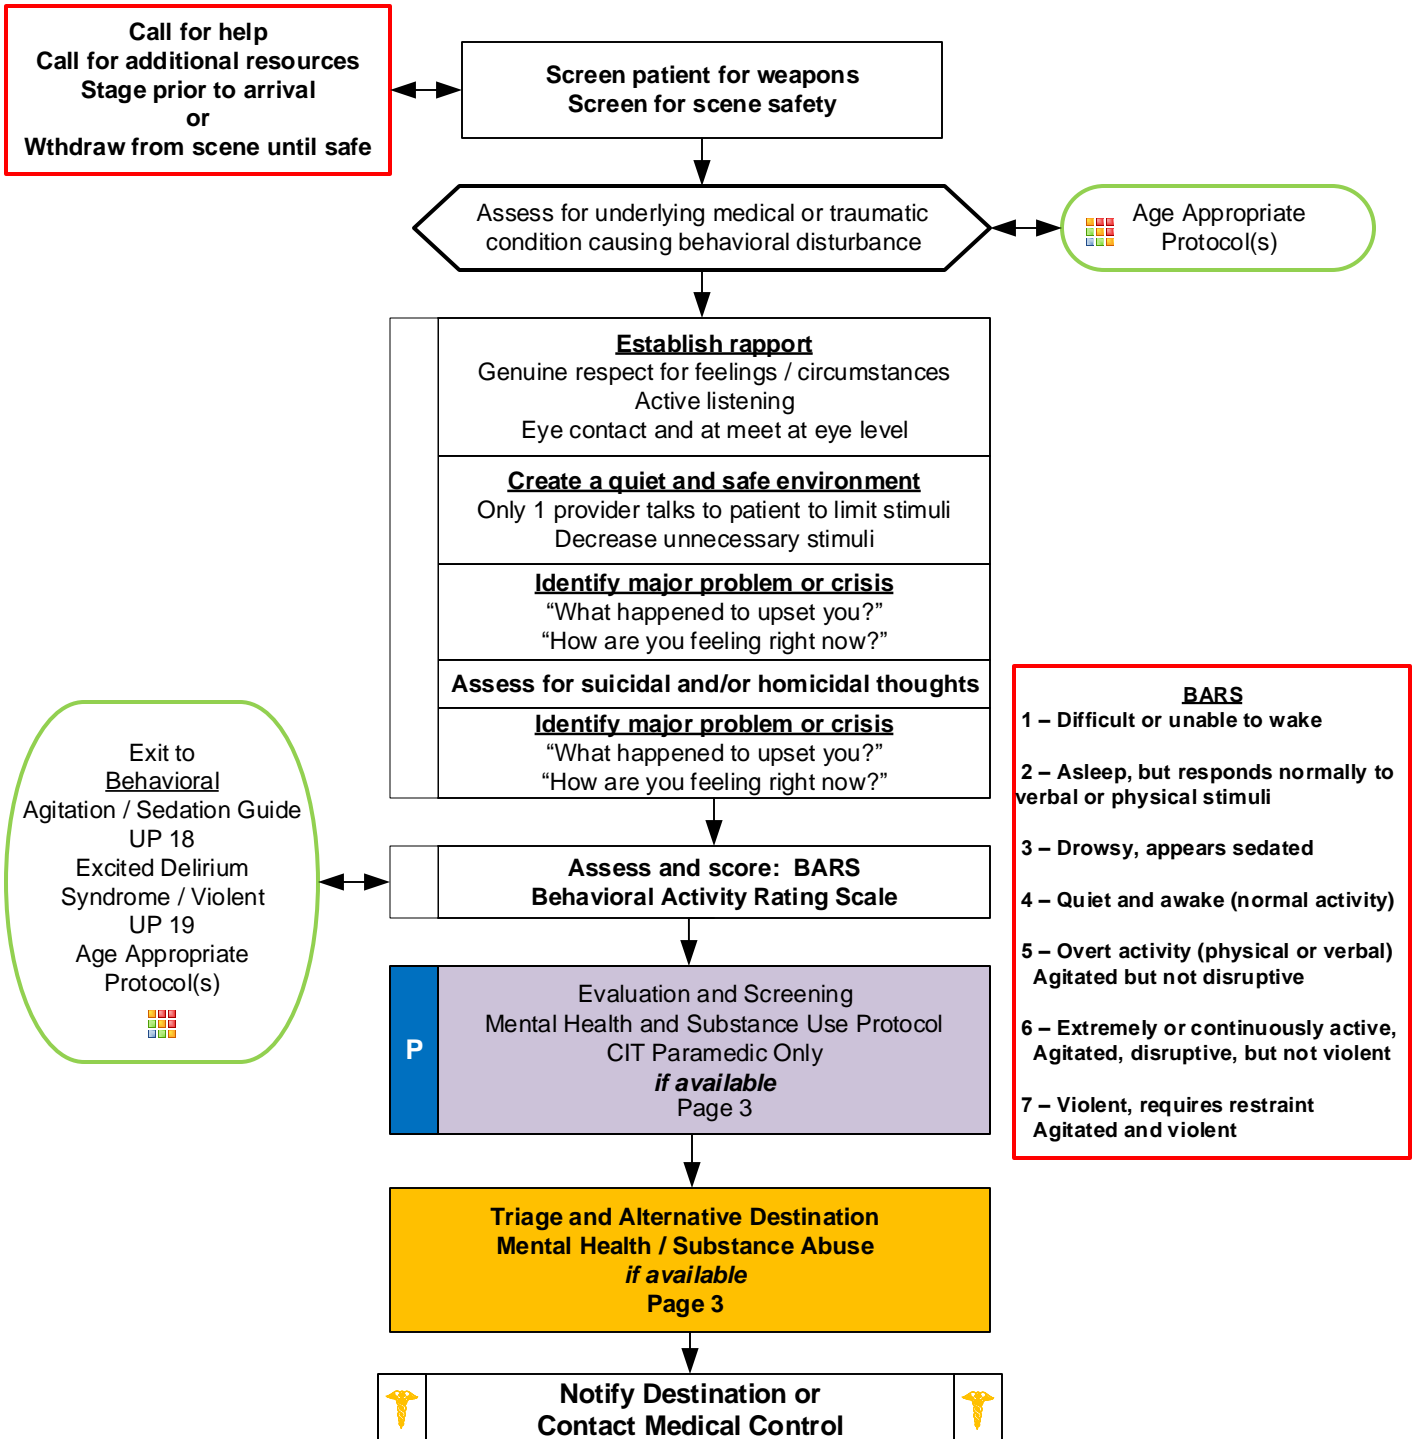 Call for help
Call for additional resources
Stage prior to arrival
or
Wthdraw from scene until safe
Screen patient for weapons
Screen for scene safety
Assess for underlying medical or traumatic
condition causing behavioral disturbance
Age Appropriate
Protocol(s)
Establish rapport
Genuine respect for feelings / circumstances
Active listening
Eye contact and at meet at eye level
Create a quiet and safe environment
Only 1 provider talks to patient to limit stimuli
Decrease unnecessary stimuli
Identify major problem or crisis
“What happened to upset you?”
“How are you feeling right now?”
Assess for suicidal and/or homicidal thoughts
Identify major problem or crisis
“What happened to upset you?”
“How are you feeling right now?”
Exit to
Behavioral
Agitation / Sedation Guide
UP 18
Excited Delirium
Syndrome / Violent
UP 19
Age Appropriate
Protocol(s)
Assess and score:  BARS
Behavioral Activity Rating Scale
BARS
1 – Difficult or unable to wake
2 – Asleep, but responds normally to
verbal or physical stimuli
3 – Drowsy, appears sedated
4 – Quiet and awake (normal activity)
5 – Overt activity (physical or verbal)
Agitated but not disruptive
6 – Extremely or continuously active,
Agitated, disruptive, but not violent
7 – Violent, requires restraint
Agitated and violent
P
Evaluation and Screening
Mental Health and Substance Use Protocol
CIT Paramedic Only
if available
Page 3
Triage and Alternative Destination
Mental Health / Substance Abuse
if available
Page 3
Notify Destination or
Contact Medical Control